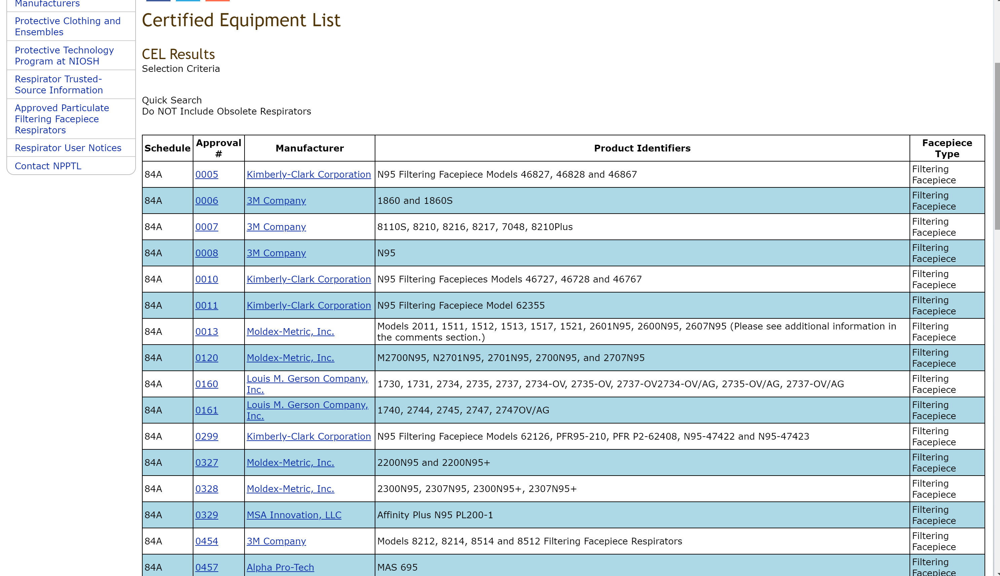 Manufacturers
Protective Clothing and
Ensembles
Protective Technology
Program at NIOSH
Respirator Trusted-
Source Information
Approved Particulate
Filtering Facepiece
Respirators
Respirator User Notices
Contact NPPTL
Certified Equipment List
CEL Results
Selection Criteria
Quick Search
Do NOT Include Obsolete Respirators
Schedule Approval # Manufacturer Product Identifiers Facepiece Type
84A 0005 Kimberly-Clark Corporation N95 Filtering Facepiece Models 46827, 46828 and 46867 Filtering Facepiece
84A 0006 3M Company 1860 and 1860S Filtering Facepiece
84A 0007 3M Company 8110S, 8210, 8216, 8217, 7048, 8210Plus Filtering Facepiece
84A 0008 3M Company N95 Filtering Facepiece
84A 0010 Kimberly-Clark Corporation N95 Filtering Facepieces Models 46727, 46728 and 46767 Filtering Facepiece
84A 0011 Kimberly-Clark Corporation N95 Filtering Facepiece Model 62355 Filtering Facepiece
84A 0013 Moldex-Metric, Inc. Models 2011, 1511, 1512, 1513, 1517, 1521, 2601N95, 2600N95, 2607N95 (Please see additional information in the comments section.) Filtering Facepiece
84A 0120 Moldex-Metric, Inc. M2700N95, N2701N95, 2701N95, 2700N95, and 2707N95 Filtering Facepiece
84A 0160 Louis M. Gerson Company, Inc. 1730, 1731, 2734, 2735, 2737, 2734-OV, 2735-OV, 2737-OV2734-OV/AG, 2735-OV/AG, 2737-OV/AG Filtering Facepiece
84A 0161 Louis M. Gerson Company, Inc. 1740, 2744, 2745, 2747, 2747OV/AG Filtering Facepiece
84A 0299 Kimberly-Clark Corporation N95 Filtering Facepiece Models 62126, PFR95-210, PFR P2-62408, N95-47422 and N95-47423 Filtering Facepiece
84A 0327 Moldex-Metric, Inc. 2200N95 and 2200N95+ Filtering Facepiece
84A 0328 Moldex-Metric, Inc. 2300N95, 2307N95, 2300N95+, 2307N95+ Filtering Facepiece
84A 0329 MSA Innovation, LLC Affinity Plus N95 PL200-1 Filtering Facepiece
84A 0454 3M Company Models 8212, 8214, 8514 and 8512 Filtering Facepiece Respirators Filtering Facepiece
84A 0457 Alpha Pro-Tech MAS 695 Filtering Facepiece